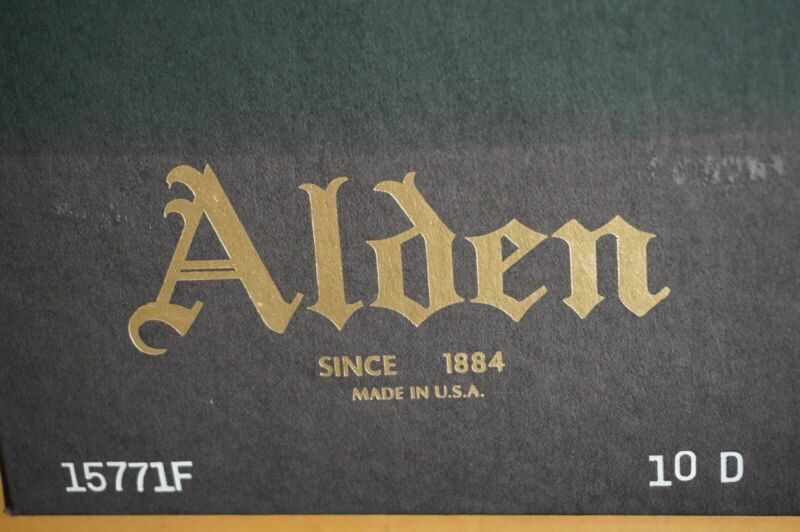 Alden
SINCE 1884
MADE IN U.S.A.
15771F 10 D